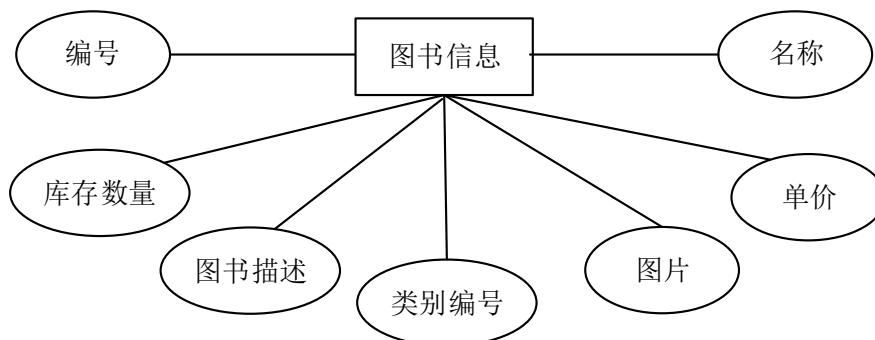 编号
图书信息
名称
库存数量
单价
图书描述
图片
类别编号